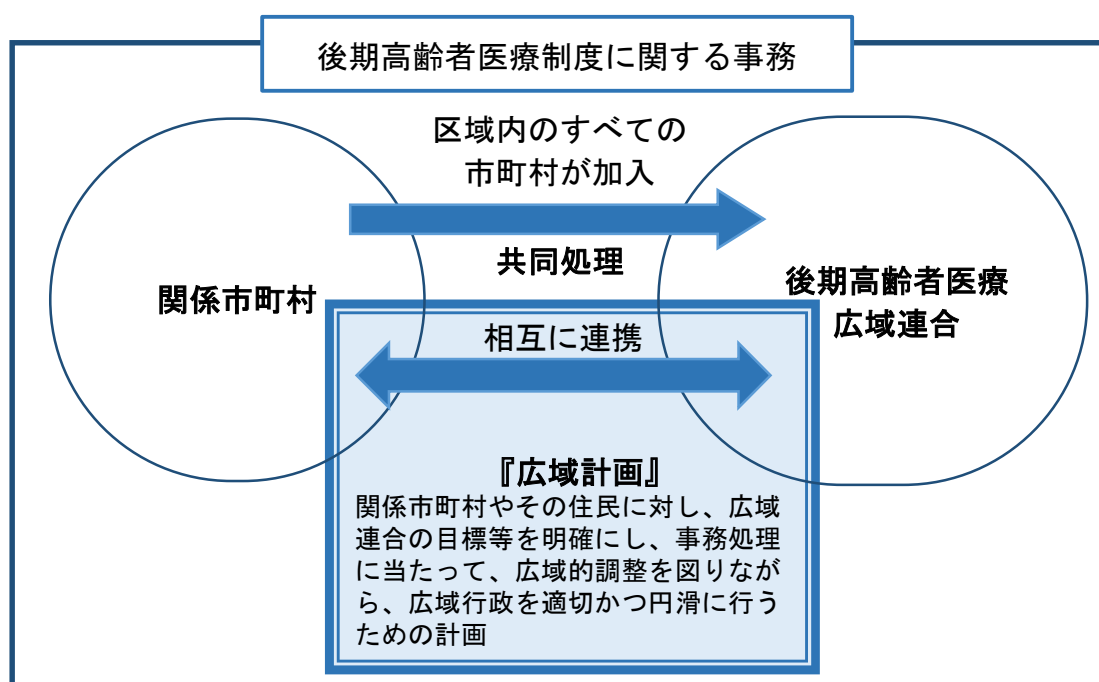 後期高齢者医療制度に関する事務
区域内のすべての
市町村が加入
共同処理
関係市町村
後期高齢者医療
広域連合
相互に連携
『広域計画』
関係市町村やその住民に対し、広域
連合の目標等を明確にし、事務処理
に当たって、広域的調整を図りなが
ら、広域行政を適切かつ円滑に行う
ための計画